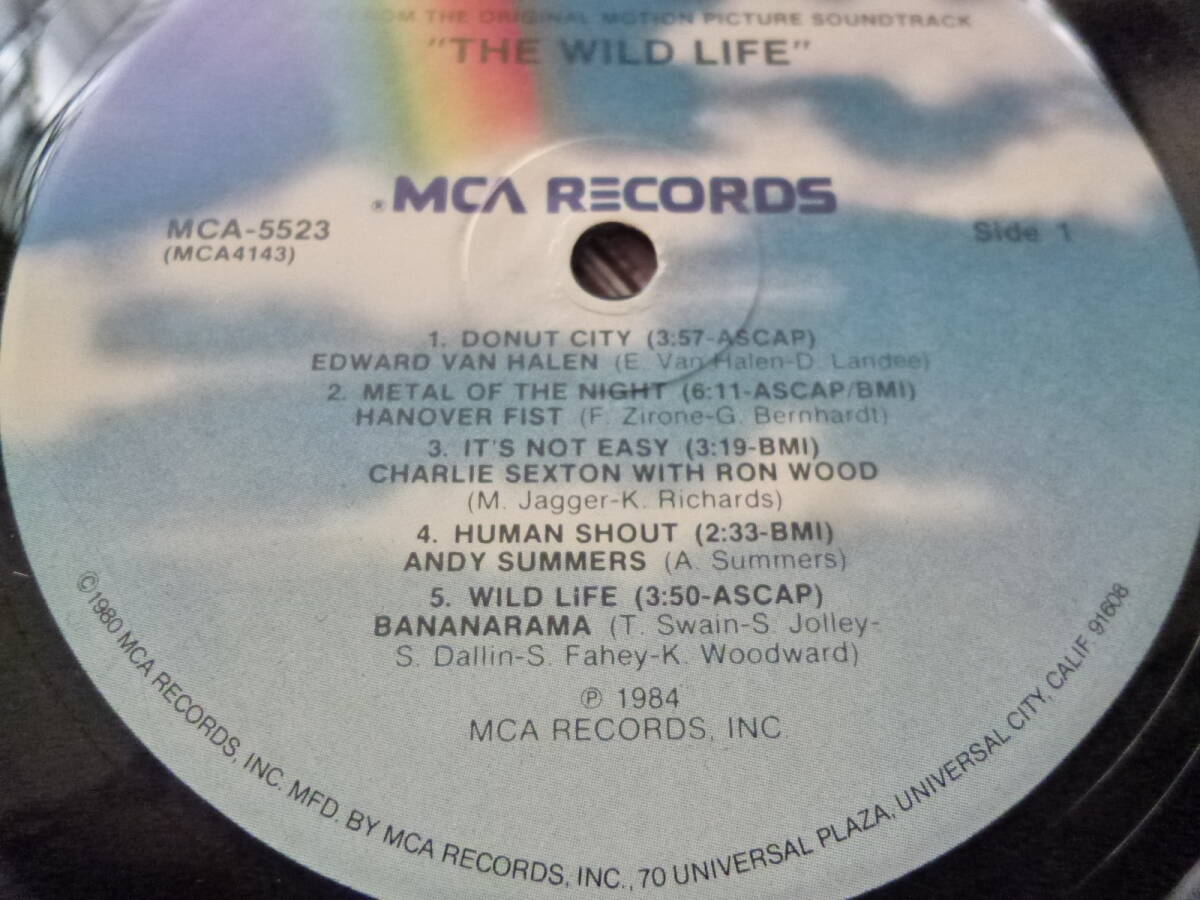 FROM THE ORIGINAL MOTION PICTURE SOUNDTRACK
"THE WILD LIFE"
® MCA RECORDS
MCA-5523
(MCA4143)
Side 1
1. DONUT CITY (3:57-ASCAP)
EDWARD VAN HALEN (E. Van Halen-D. Landee)
2. METAL OF THE NIGHT (6:11-ASCAP/BMI)
HANOVER FIST (F. Zirone-G. Bernhardt)
3. IT'S NOT EASY (3:19-BMI)
CHARLIE SEXTON WITH RON WOOD
(M. Jagger-K. Richards)
4. HUMAN SHOUT (2:33-BMI)
ANDY SUMMERS (A. Summers)
5. WILD LiFE (3:50-ASCAP)
BANANARAMA (T. Swain-S. Jolley-
S. Dallin-S. Fahey-K. Woodward)
℗ 1984
MCA RECORDS, INC.
©1980 MCA RECORDS, INC. MFD. BY MCA RECORDS, INC., 70 UNIVERSAL PLAZA, UNIVERSAL CITY, CALIF. 91608